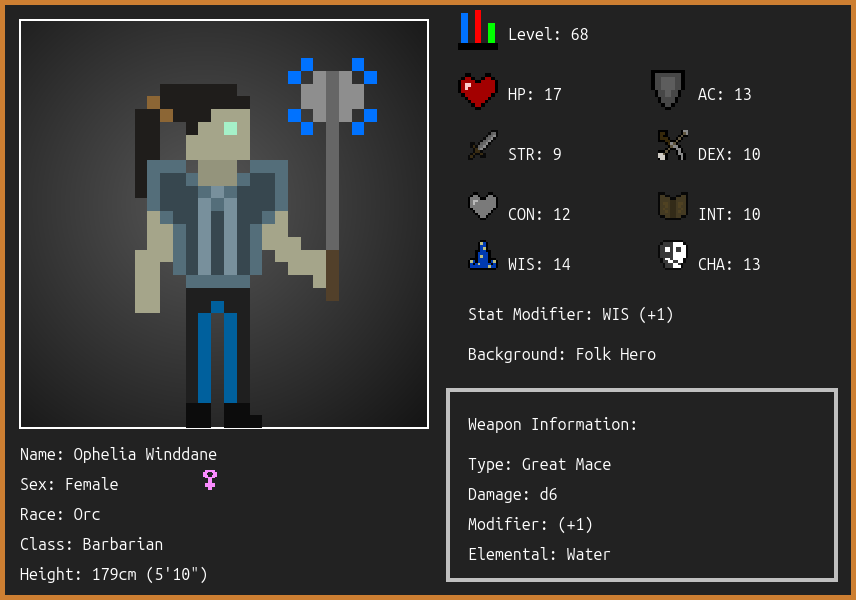 Level: 68
HP: 17
AC: 13
STR: 9
DEX: 10
CON: 12
INT: 10
WIS: 14
CHA: 13
Stat Modifier: WIS (+1)
Background: Folk Hero
Weapon Information:
Type: Great Mace
Damage: d6
Modifier: (+1)
Elemental: Water
Name: Ophelia Winddane
Sex: Female
Race: Orc
Class: Barbarian
Height: 179cm (5'10")